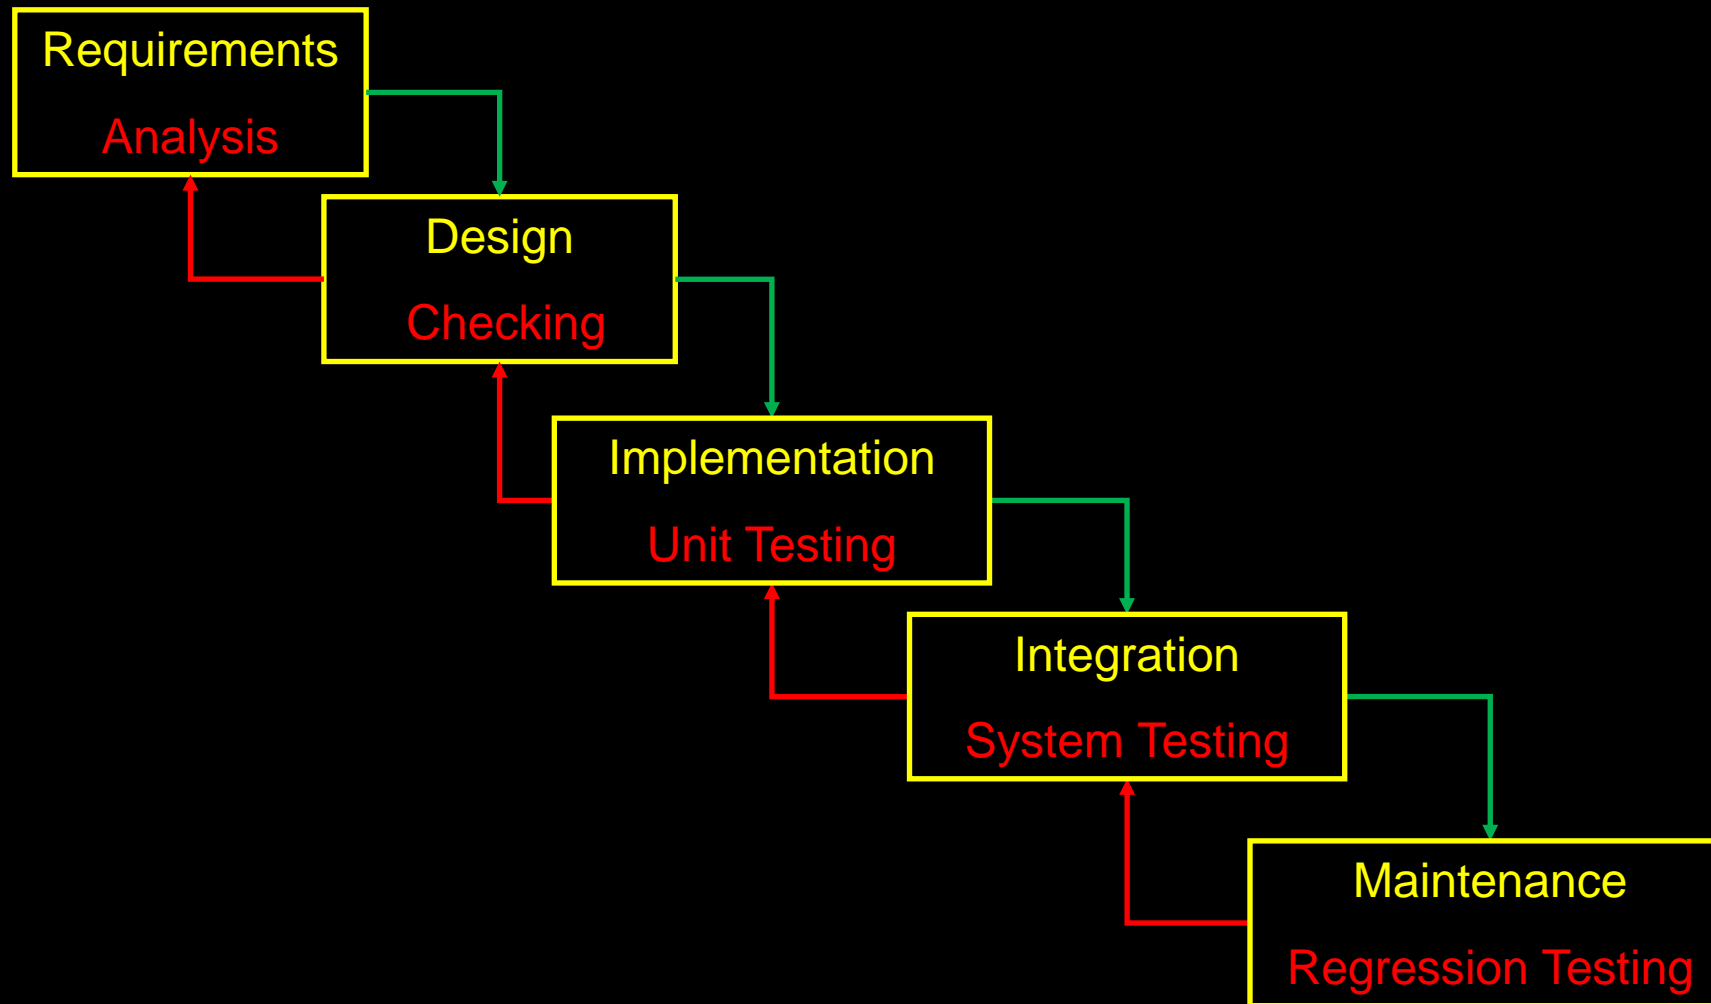 Requirements
Analysis
Design
Checking
Implementation
Unit Testing
Integration
System Testing
Maintenance
Regression Testing